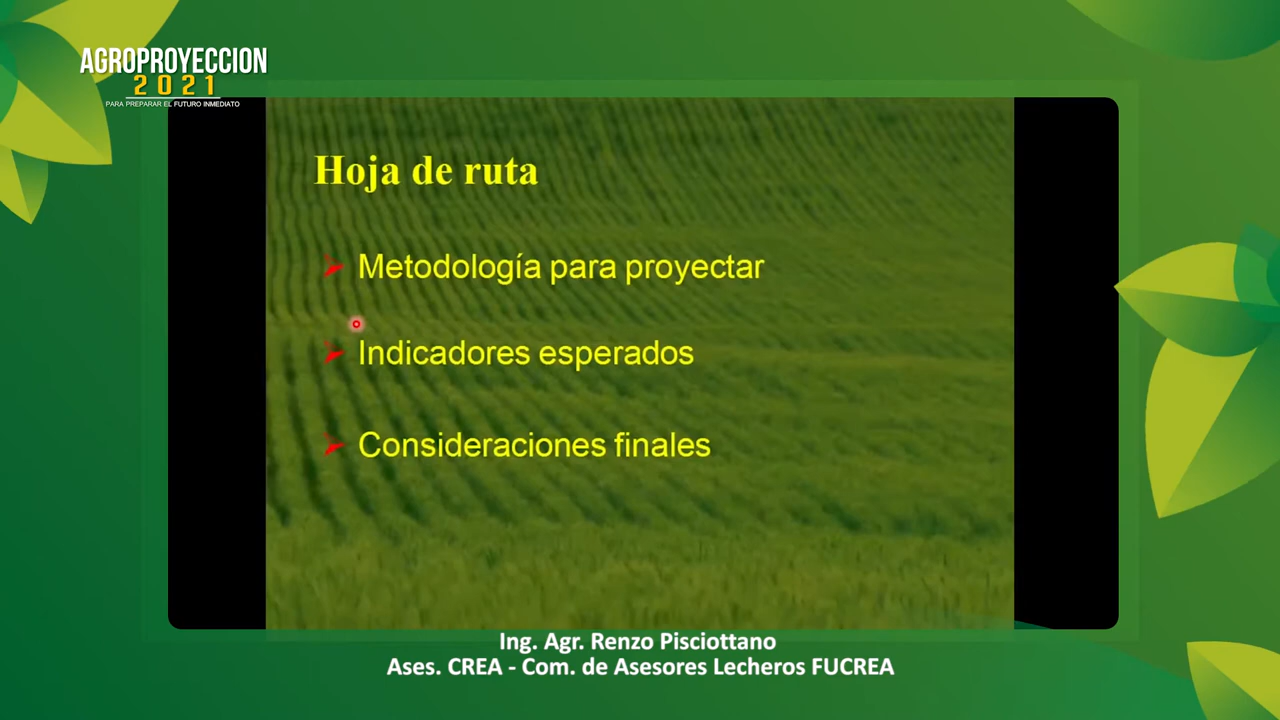 AGROPROYECCION
2021
PARA PREPARAR EL FUTURO INMEDIATO
Hoja de ruta
Metodología para proyectar
Indicadores esperados
Consideraciones finales
Ing. Agr. Renzo Pisciottano
Ases. CREA - Com. de Asesores Lecheros FUCREA